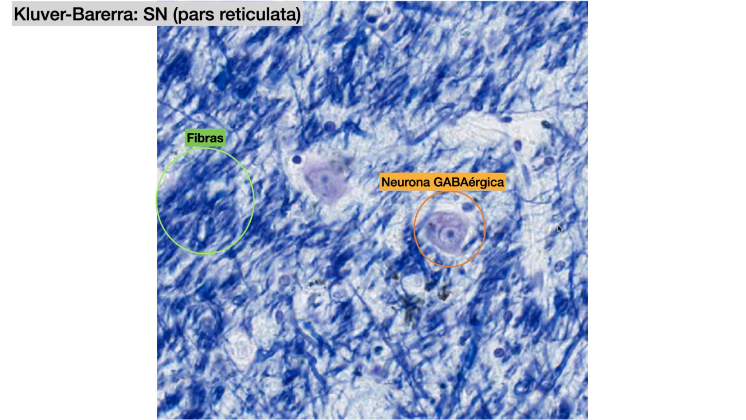 Kluver-Barerra: SN (pars reticulata)
Fibras
Neurona GABAérgica